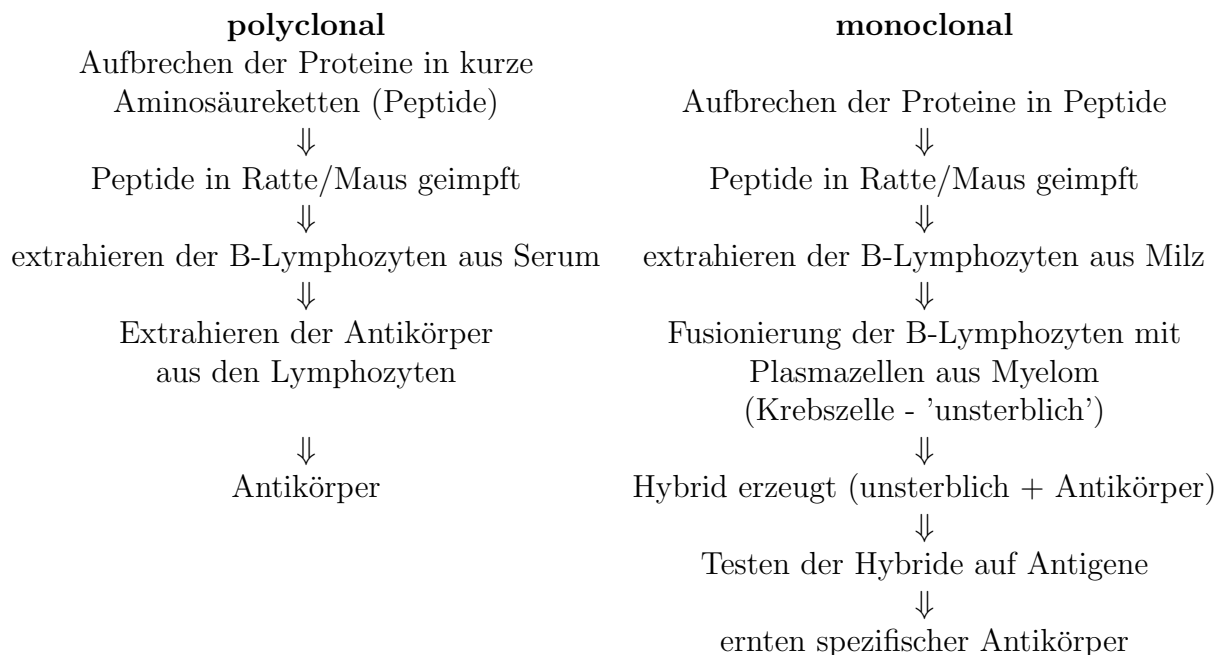 polyclonal
Aufbrechen der Proteine in kurze
Aminosäureketten (Peptide)
⇓
Peptide in Ratte/Maus geimpft
⇓
extrahieren der B-Lymphozyten aus Serum
⇓
Extrahieren der Antikörper
aus den Lymphozyten
⇓
Antikörper
monoclonal
Aufbrechen der Proteine in Peptide
⇓
Peptide in Ratte/Maus geimpft
⇓
extrahieren der B-Lymphozyten aus Milz
⇓
Fusionierung der B-Lymphozyten mit
Plasmazellen aus Myelom
(Krebszelle - 'unsterblich')
⇓
Hybrid erzeugt (unsterblich + Antikörper)
⇓
Testen der Hybride auf Antigene
⇓
ernten spezifischer Antikörper